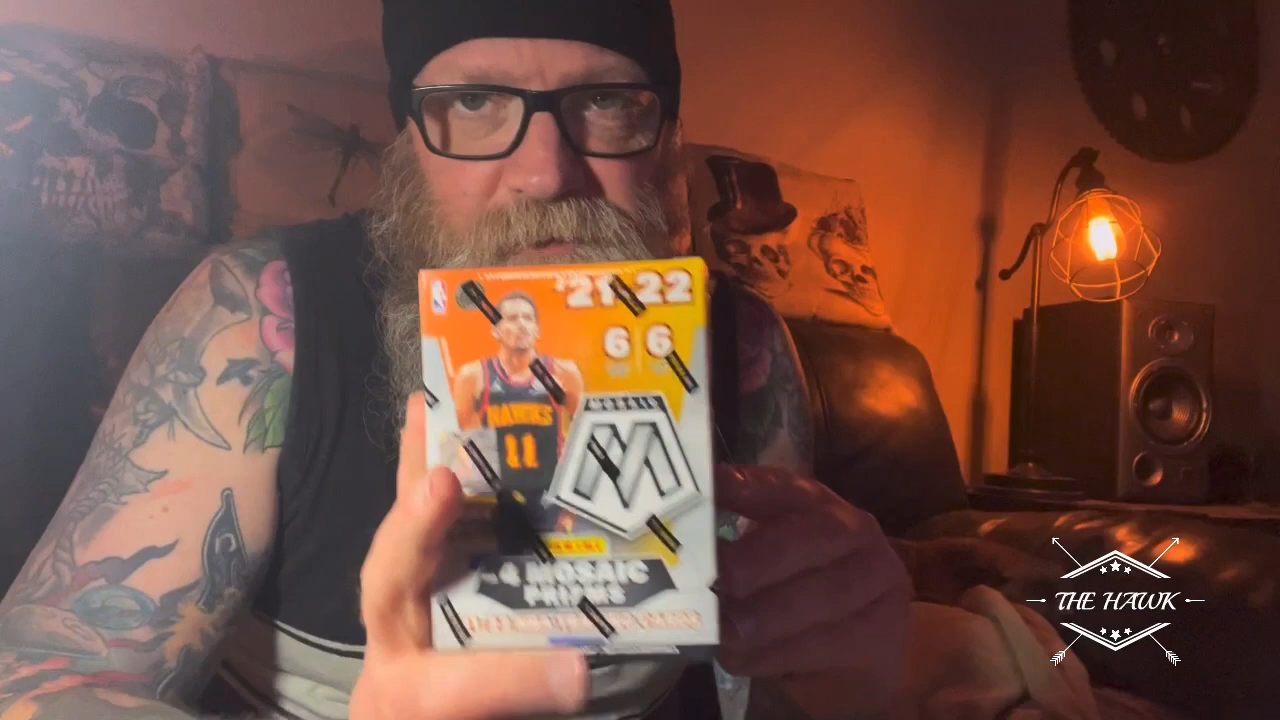 '21-22
6 6
MOSAIC
HAWKS
11
PANINI
4 MOSAIC
PRIZMS
THE HAWK